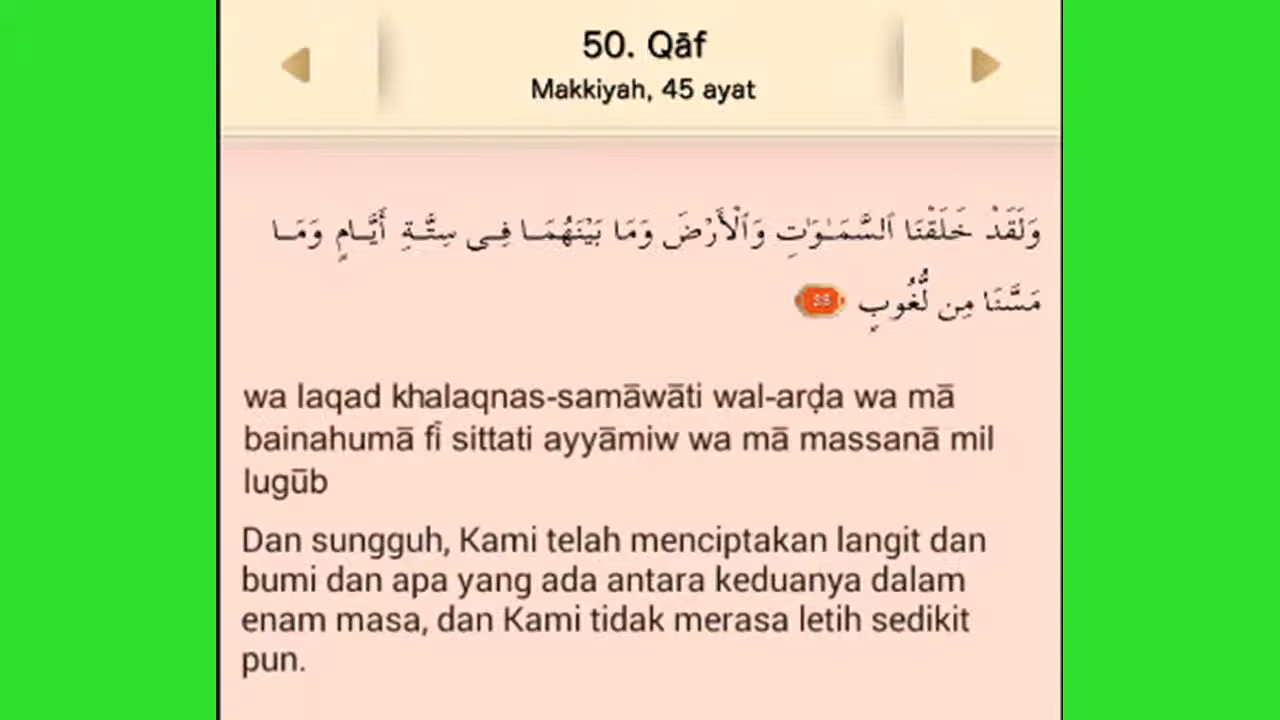 50. Qāf
Makkiyah, 45 ayat
وَلَقَدْ خَلَقْنَا ٱلسَّمَـٰوَٰتِ وَٱلْأَرْضَ وَمَا بَيْنَهُمَا فِى سِتَّةِ أَيَّامٍ وَمَا
مَسَّنَا مِن لُّغُوبٍ 38
wa laqad khalaqnas-samāwāti wal-arḍa wa mā
bainahumā fī sittati ayyāmiw wa mā massanā mil
lugūb
Dan sungguh, Kami telah menciptakan langit dan
bumi dan apa yang ada antara keduanya dalam
enam masa, dan Kami tidak merasa letih sedikit
pun.